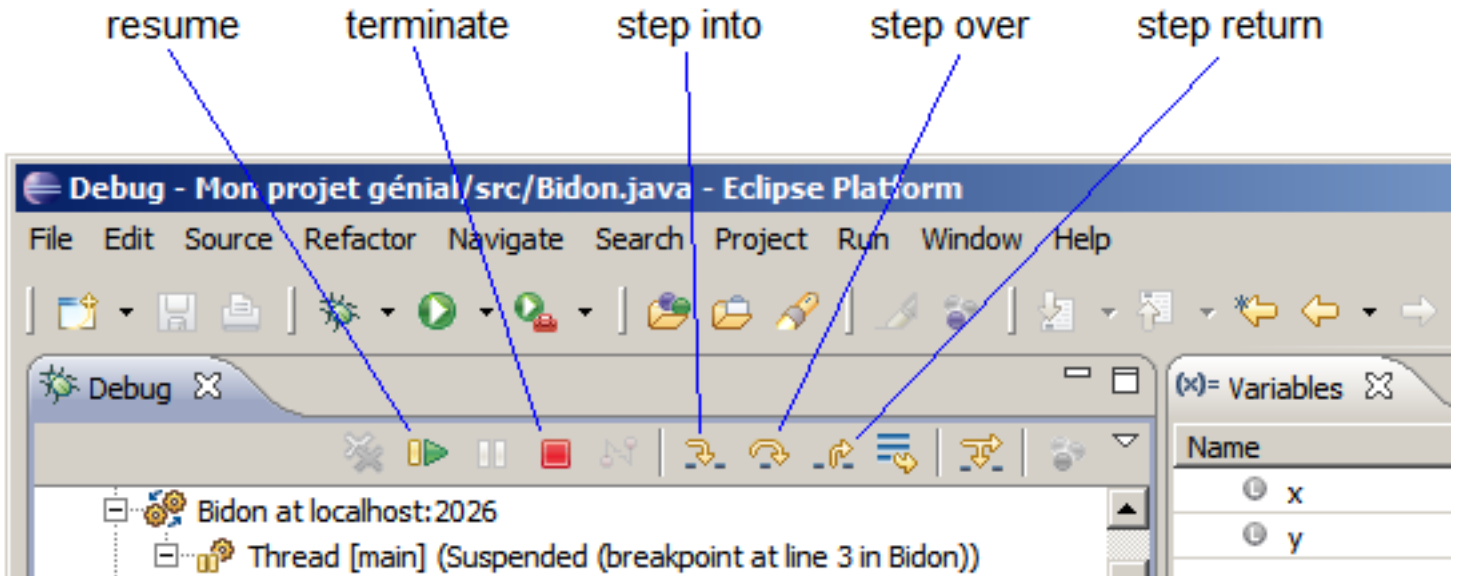 resume terminate step into step over step return
Debug - Mon projet génial/src/Bidon.java - Eclipse Platform
File Edit Source Refactor Navigate Search Project Run Window Help
Debug
(x)= Variables
Name
Bidon at localhost:2026
Thread [main] (Suspended (breakpoint at line 3 in Bidon))
L x
L y